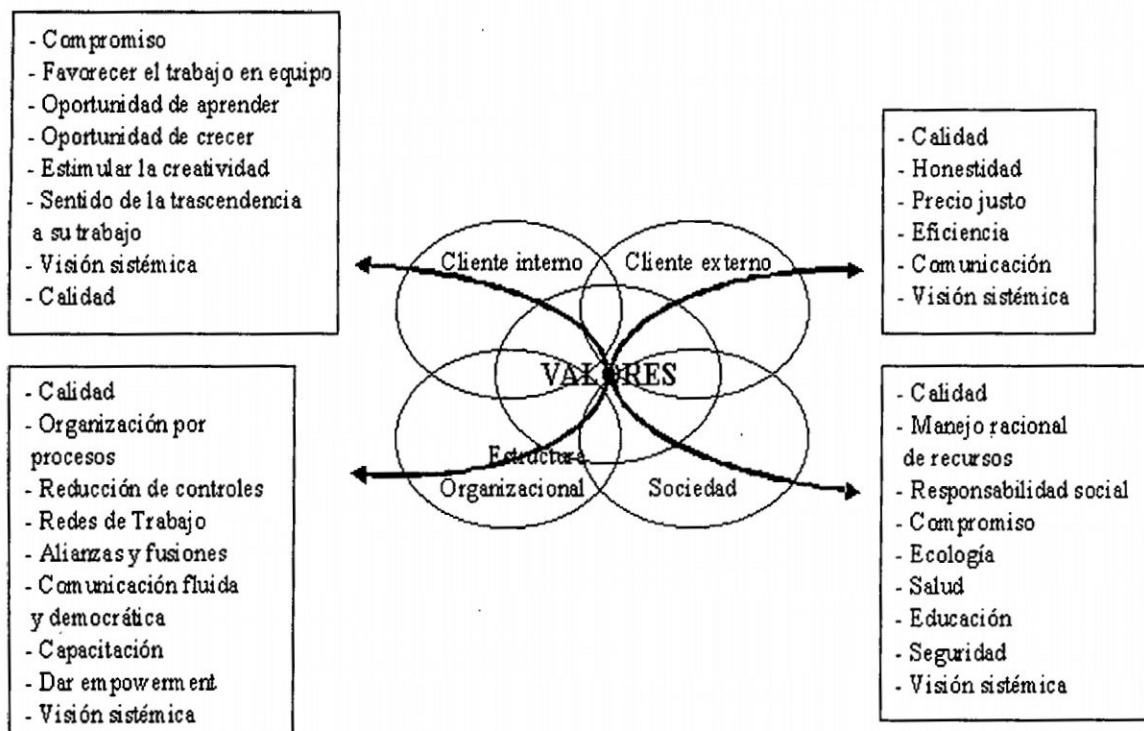 - Compromiso
- Favorecer el trabajo en equipo
- Oportunidad de aprender
- Oportunidad de crecer
- Estimular la creatividad
- Sentido de la trascendencia
a su trabajo
- Visión sistémica
- Calidad
- Calidad
- Honestidad
- Precio justo
- Eficiencia
- Comunicación
- Visión sistémica
Cliente interno
Cliente externo
VALORES
Estructura
Organizacional
Sociedad
- Calidad
- Organización por
procesos
- Reducción de controles
- Redes de Trabajo
- Alianzas y fusiones
- Comunicación fluida
y democrática
- Capacitación
- Dar empowerment
- Visión sistémica
- Calidad
- Manejo racional
de recursos
- Responsabilidad social
- Compromiso
- Ecología
- Salud
- Educación
- Seguridad
- Visión sistémica